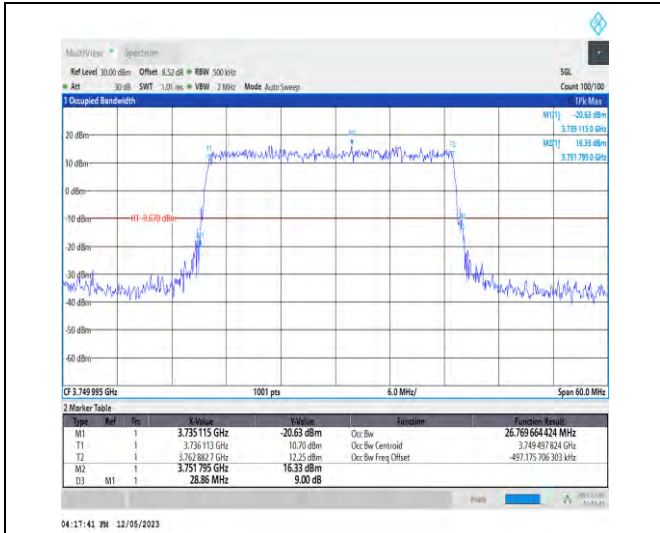 MultiView Spectrum
Ref Level 30.00 dBm Offset 8.52 dB RBW 500 kHz SGL
Att 30 dB SWT 1.01 ms VBW 2 MHz Mode Auto Sweep Count 100/100
1 Occupied Bandwidth 1Pk Max
M1[1] -20.63 dBm
3.735 115 0 GHz
M2[1] 16.33 dBm
3.751 795 0 GHz
20 dBm
T1 M2 T2
10 dBm
0 dBm
-10 dBm H1 -9.670 dBm
-20 dBm
-30 dBm
-40 dBm
-50 dBm
-60 dBm
CF 3.749 995 GHz 1001 pts 6.0 MHz/ Span 60.0 MHz
2 Marker Table
Type Ref Trc X-Value Y-Value Function Function Result
M1 1 3.735 115 GHz -20.63 dBm Occ Bw 26.769 664 424 MHz
T1 1 3.736 113 GHz 10.70 dBm Occ Bw Centroid 3.749 497 824 GHz
T2 1 3.762 882 7 GHz 12.25 dBm Occ Bw Freq Offset -497.175 706 303 kHz
M2 1 3.751 795 GHz 16.33 dBm
D3 M1 1 28.86 MHz 9.00 dB
04:17:41 PM 12/05/2023